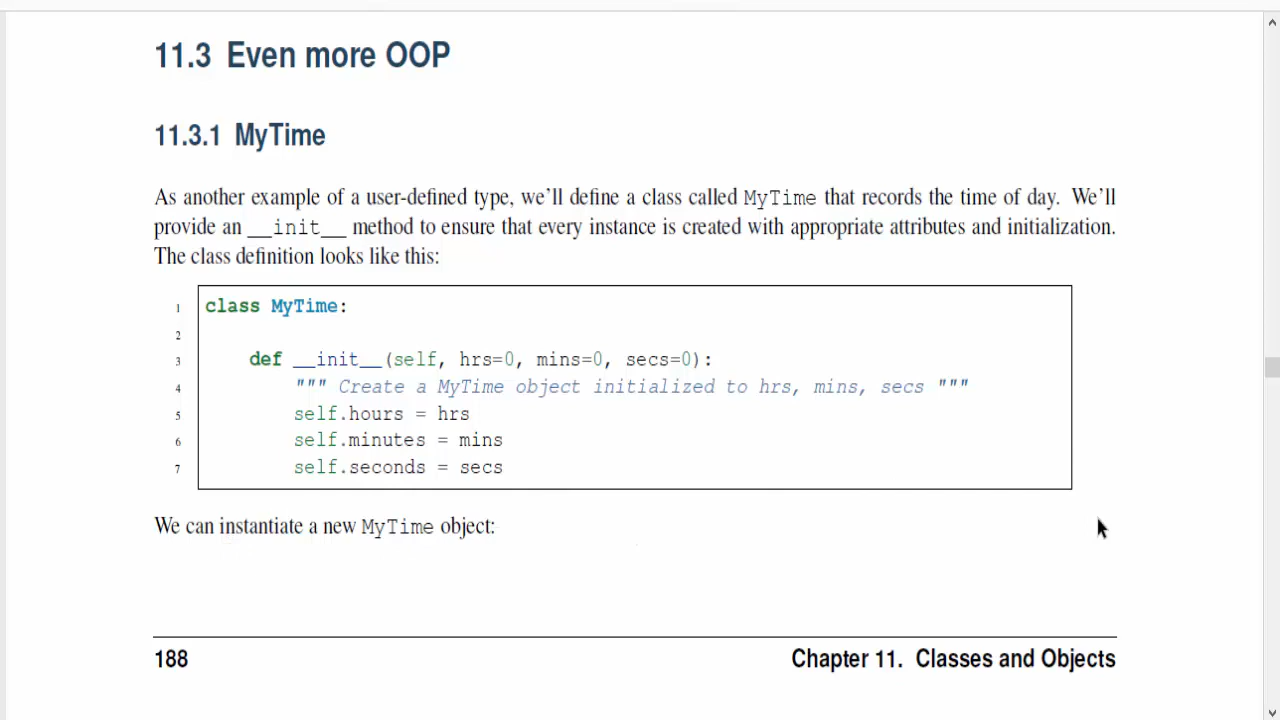 11.3 Even more OOP
11.3.1 MyTime
As another example of a user-defined type, we’ll define a class called MyTime that records the time of day. We’ll
provide an __init__ method to ensure that every instance is created with appropriate attributes and initialization.
The class definition looks like this:
1 class MyTime:
2
3 def __init__(self, hrs=0, mins=0, secs=0):
4 """ Create a MyTime object initialized to hrs, mins, secs """
5 self.hours = hrs
6 self.minutes = mins
7 self.seconds = secs
We can instantiate a new MyTime object:
188 Chapter 11. Classes and Objects